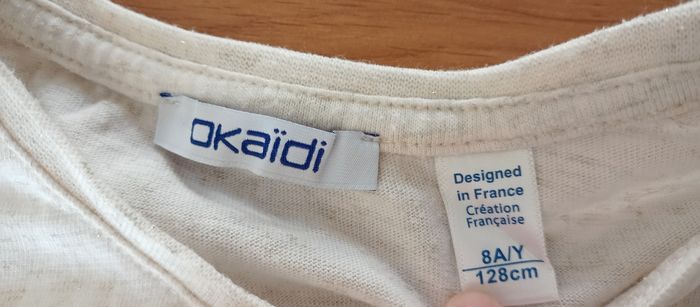 OKaïdi
Designed
in France
Création
Française
8A/Y
128cm